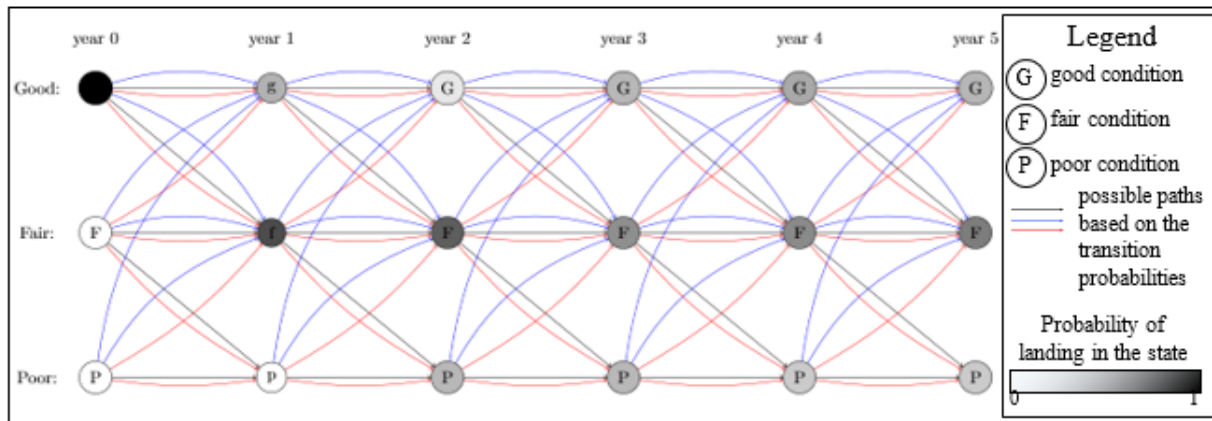 year 0 year 1 year 2 year 3 year 4 year 5
Good: g G G G G
Fair: F f F F F F
Poor: P p P P P P
Legend
G good condition
F fair condition
P poor condition
possible paths
based on the
transition
probabilities
Probability of
landing in the state
0 1